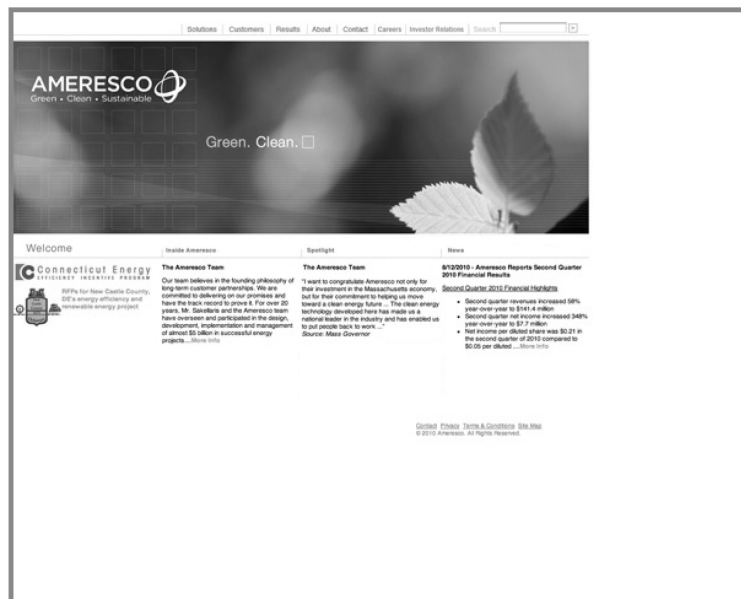 Solutions Customers Results About Contact Careers Investor Relations Search
AMERESCO
Green • Clean • Sustainable
Green. Clean.
Welcome
Connecticut Energy
EFFICIENCY INCENTIVE PROGRAM
RFPs for New Castle County,
DE's energy efficiency and
renewable energy project
Inside Ameresco
The Ameresco Team
Our team believes in the founding philosophy of
long-term customer partnerships. We are
committed to delivering on our promises and
have the track record to prove it. For over 20
years, Mr. Sakellaris and the Ameresco team
have overseen and participated in the design,
development, implementation and management
of almost $5 billion in successful energy
projects....More Info
Spotlight
The Ameresco Team
"I want to congratulate Ameresco not only for
their investment in the Massachusetts economy,
but for their commitment to helping us move
toward a clean energy future ... The clean energy
technology developed here has made us a
national leader in the industry and has enabled us
to put people back to work ..."
Source: Mass Governor
News
8/12/2010 - Ameresco Reports Second Quarter
2010 Financial Results
Second Quarter 2010 Financial Highlights
• Second quarter revenues increased 58%
year-over-year to $141.4 million
• Second quarter net income increased 348%
year-over-year to $7.7 million
• Net income per diluted share was $0.21 in
the second quarter of 2010 compared to
$0.05 per diluted ....More Info
Contact Privacy Terms & Conditions Site Map
© 2010 Ameresco. All Rights Reserved.